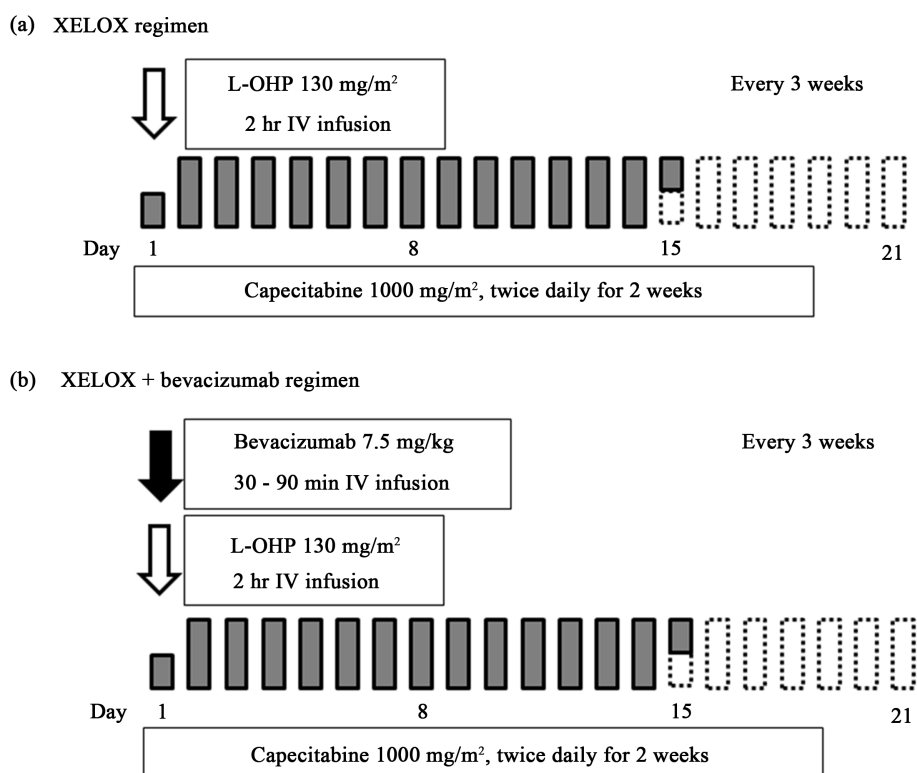 (a) XELOX regimen
L-OHP 130 mg/m²
2 hr IV infusion
Every 3 weeks
Day 1 8 15 21
Capecitabine 1000 mg/m², twice daily for 2 weeks
(b) XELOX + bevacizumab regimen
Bevacizumab 7.5 mg/kg
30 - 90 min IV infusion
Every 3 weeks
L-OHP 130 mg/m²
2 hr IV infusion
Day 1 8 15 21
Capecitabine 1000 mg/m², twice daily for 2 weeks